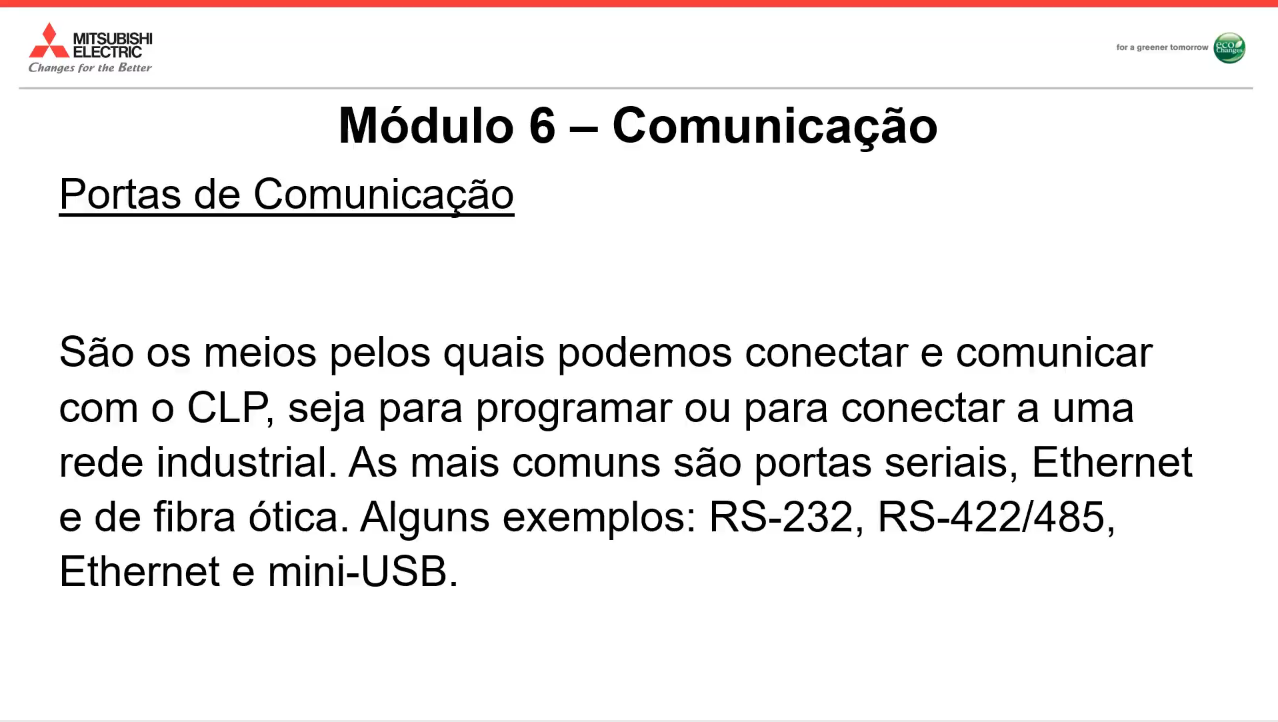 MITSUBISHI
ELECTRIC
Changes for the Better
for a greener tomorrow
eco
Changes
Módulo 6 – Comunicação
Portas de Comunicação
São os meios pelos quais podemos conectar e comunicar
com o CLP, seja para programar ou para conectar a uma
rede industrial. As mais comuns são portas seriais, Ethernet
e de fibra ótica. Alguns exemplos: RS-232, RS-422/485,
Ethernet e mini-USB.